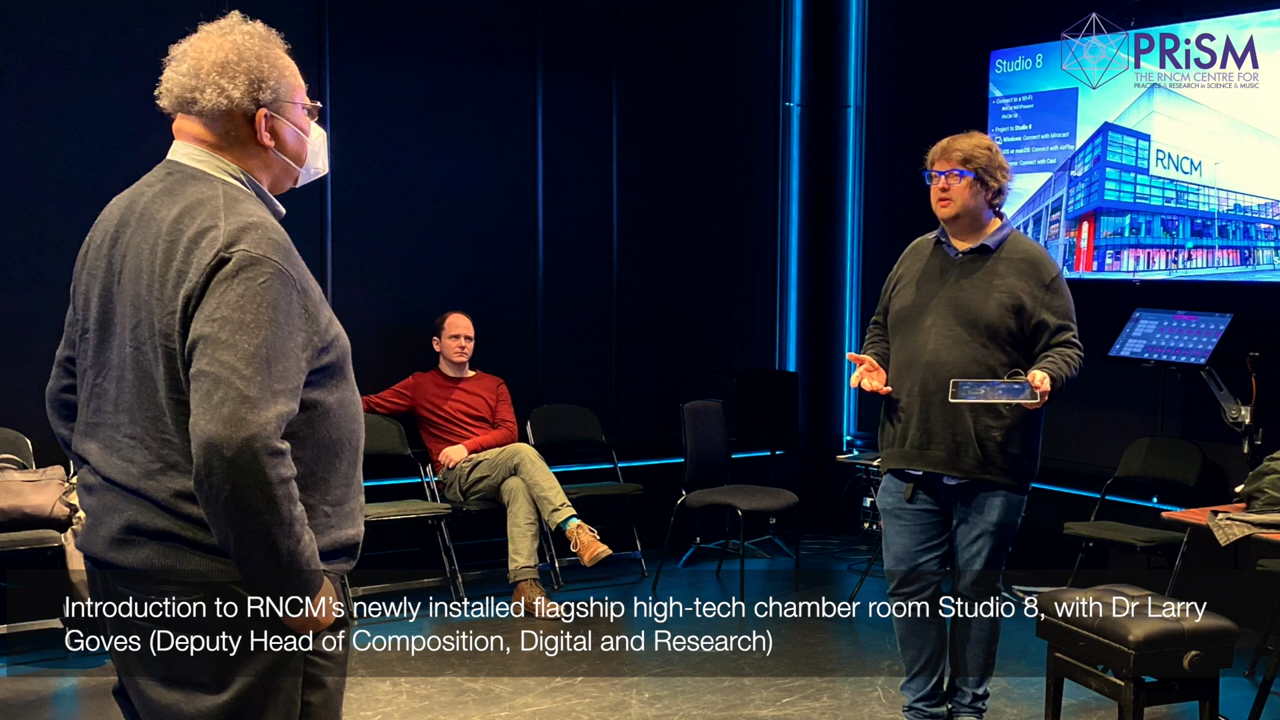 Studio 8
PRiSM
THE RNCM CENTRE FOR
PRACTICE & RESEARCH in SCIENCE & MUSIC
• Connect to a Wi-Fi:
• Project to Studio 8
Windows: Connect with Miracast
iOS or macOS: Connect with AirPlay
Connect with Cast
RNCM
Introduction to RNCM's newly installed flagship high-tech chamber room Studio 8, with Dr Larry
Goves (Deputy Head of Composition, Digital and Research)